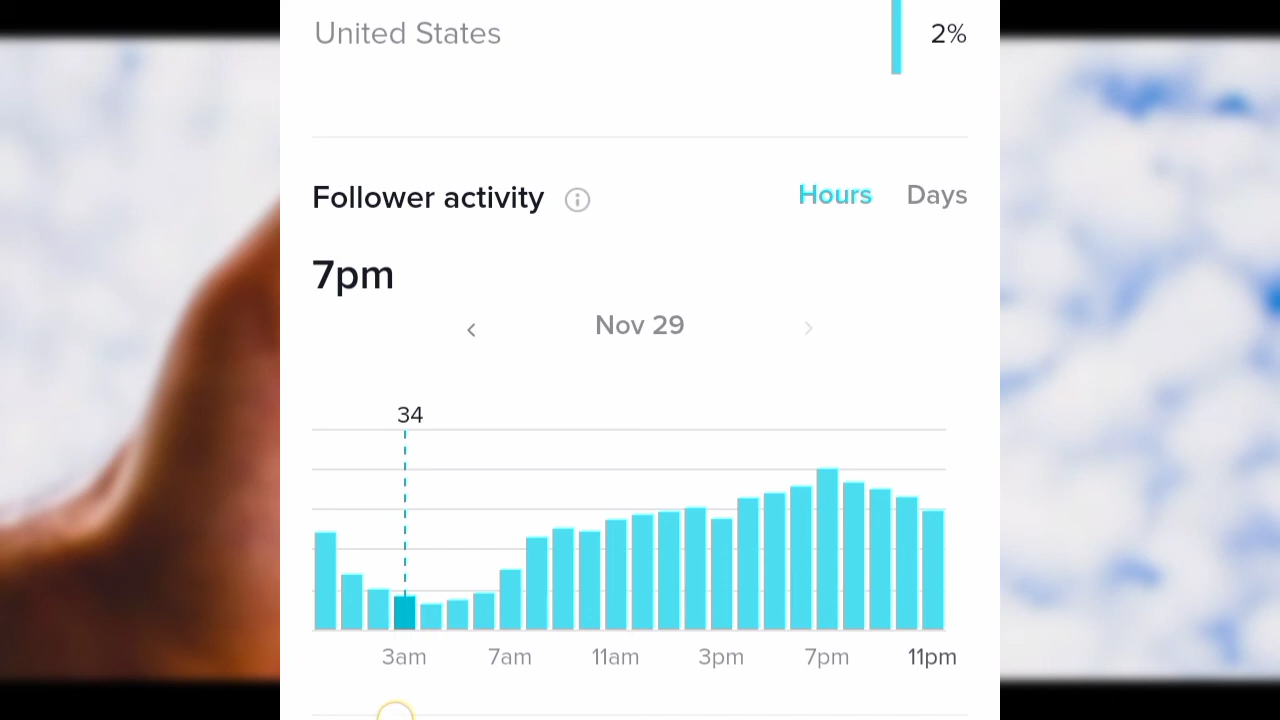 United States 2%
Follower activity Hours Days
7pm
Nov 29
34
3am 7am 11am 3pm 7pm 11pm